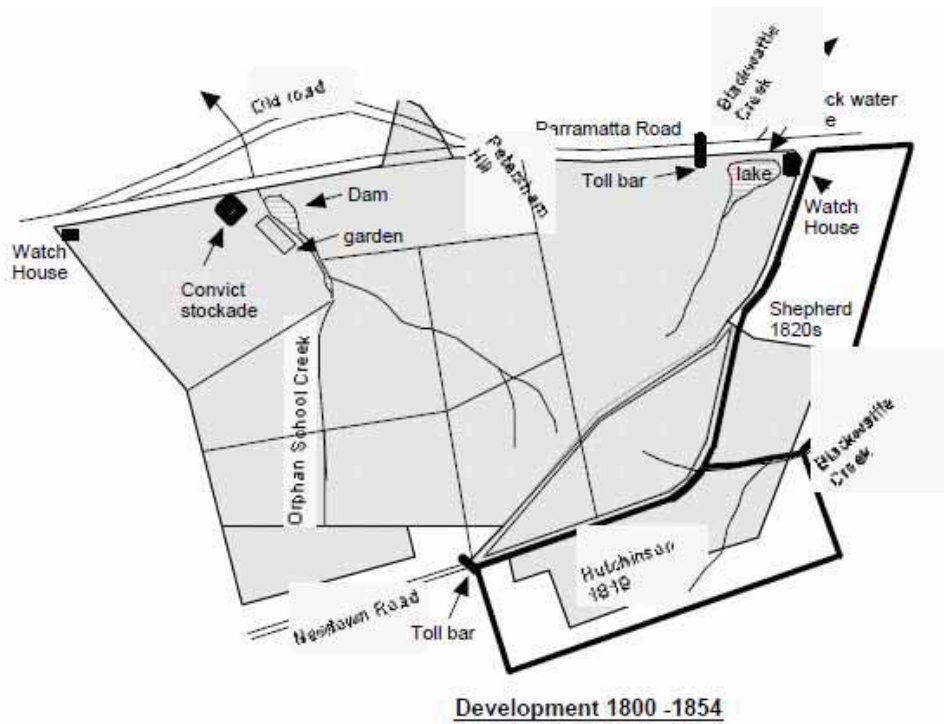 Old road
Blackwattle
Creek
ck water
e
Parramatta Road
Petersham
Hill
Toll bar
lake
Dam
garden
Watch
House
Watch
House
Convict
stockade
Shepherd
1820s
Orphan School Creek
Blackwattle
Creek
Hutchinson
1819
Newtown Road
Toll bar
Development 1800 -1854